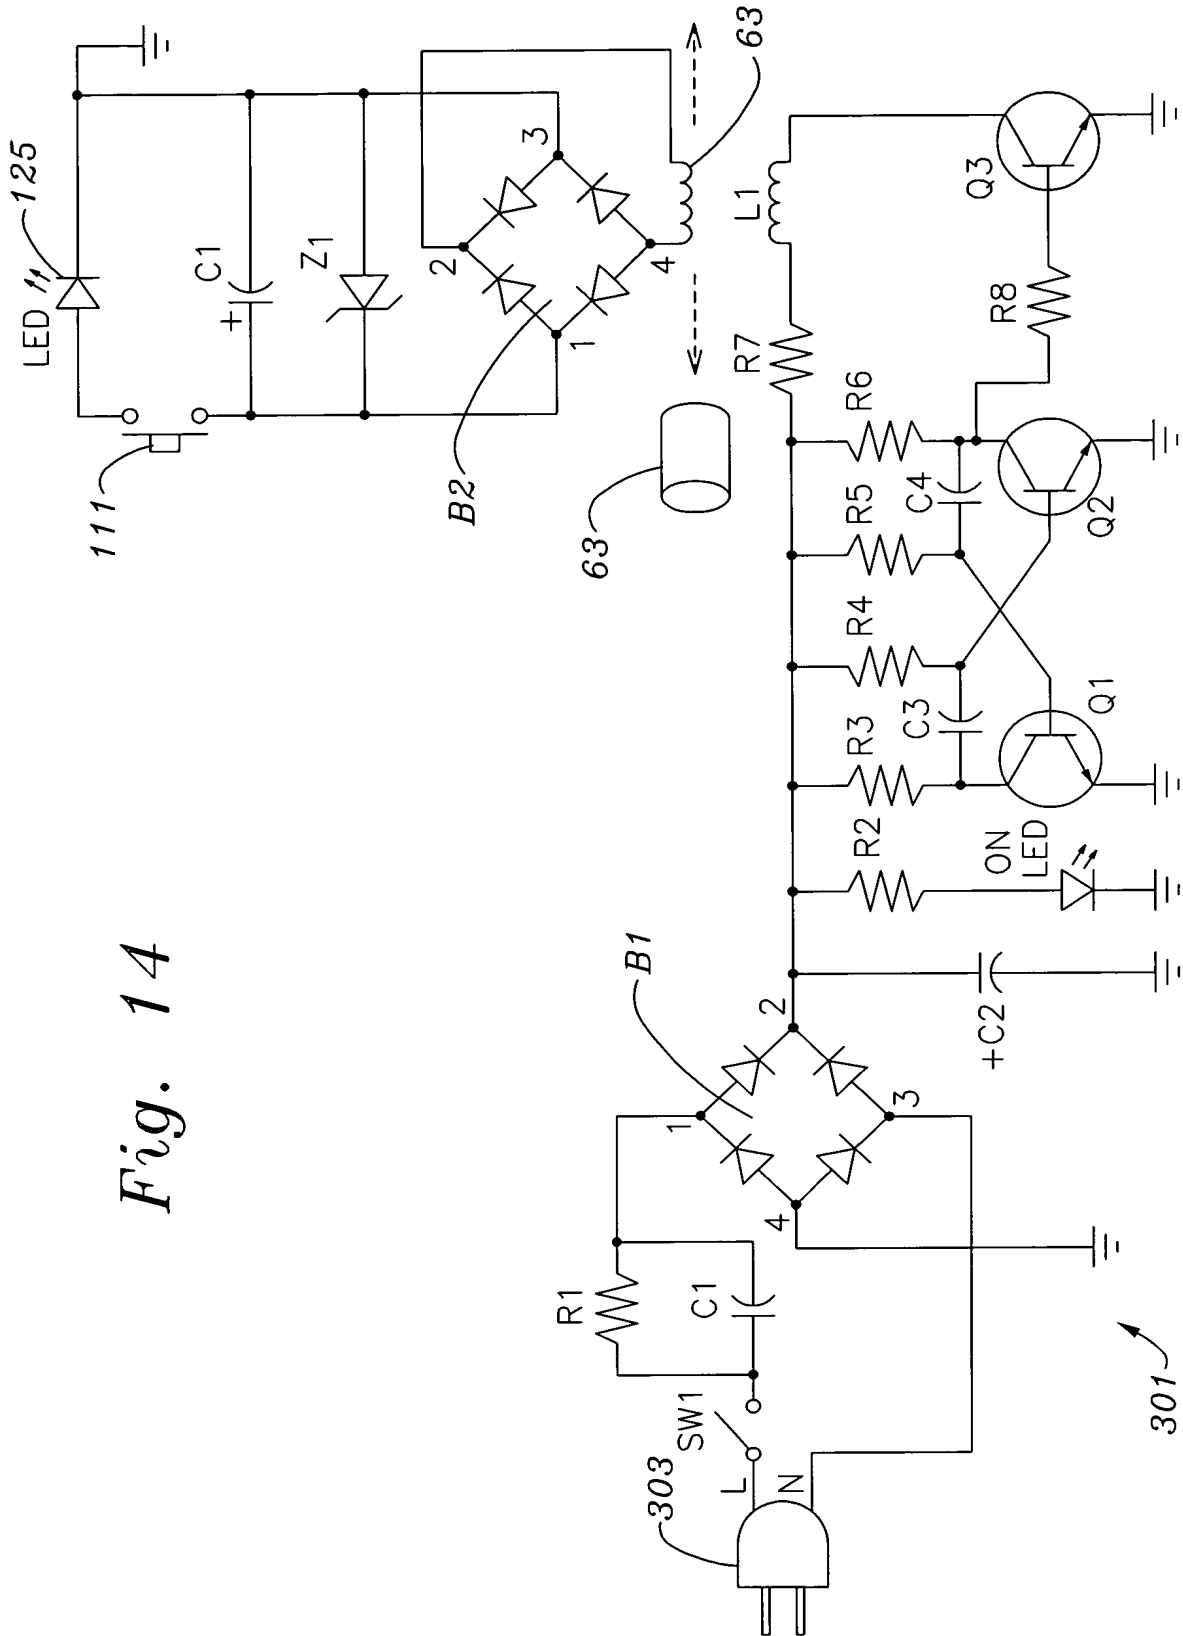 Fig. 14
LED
125
111
C1
+
Z1
B2
1
2
3
4
63
63
L1
303
L
N
SW1
R1
C1
1
2
3
4
B1
+C2
R2
ON
LED
R3
C3
R4
R5
C4
R6
R7
R8
Q1
Q2
Q3
301